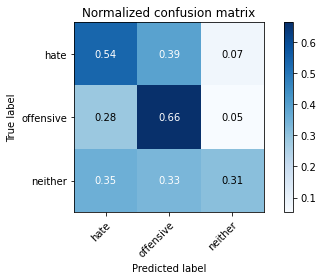 Normalized confusion matrix
True label
hate 0.54 0.39 0.07
offensive 0.28 0.66 0.05
neither 0.35 0.33 0.31
hate offensive neither
Predicted label
0.6
0.5
0.4
0.3
0.2
0.1